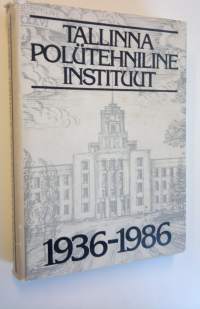 TALLINNA
POLÜTEHNILINE
INSTITUUT
1936-1986